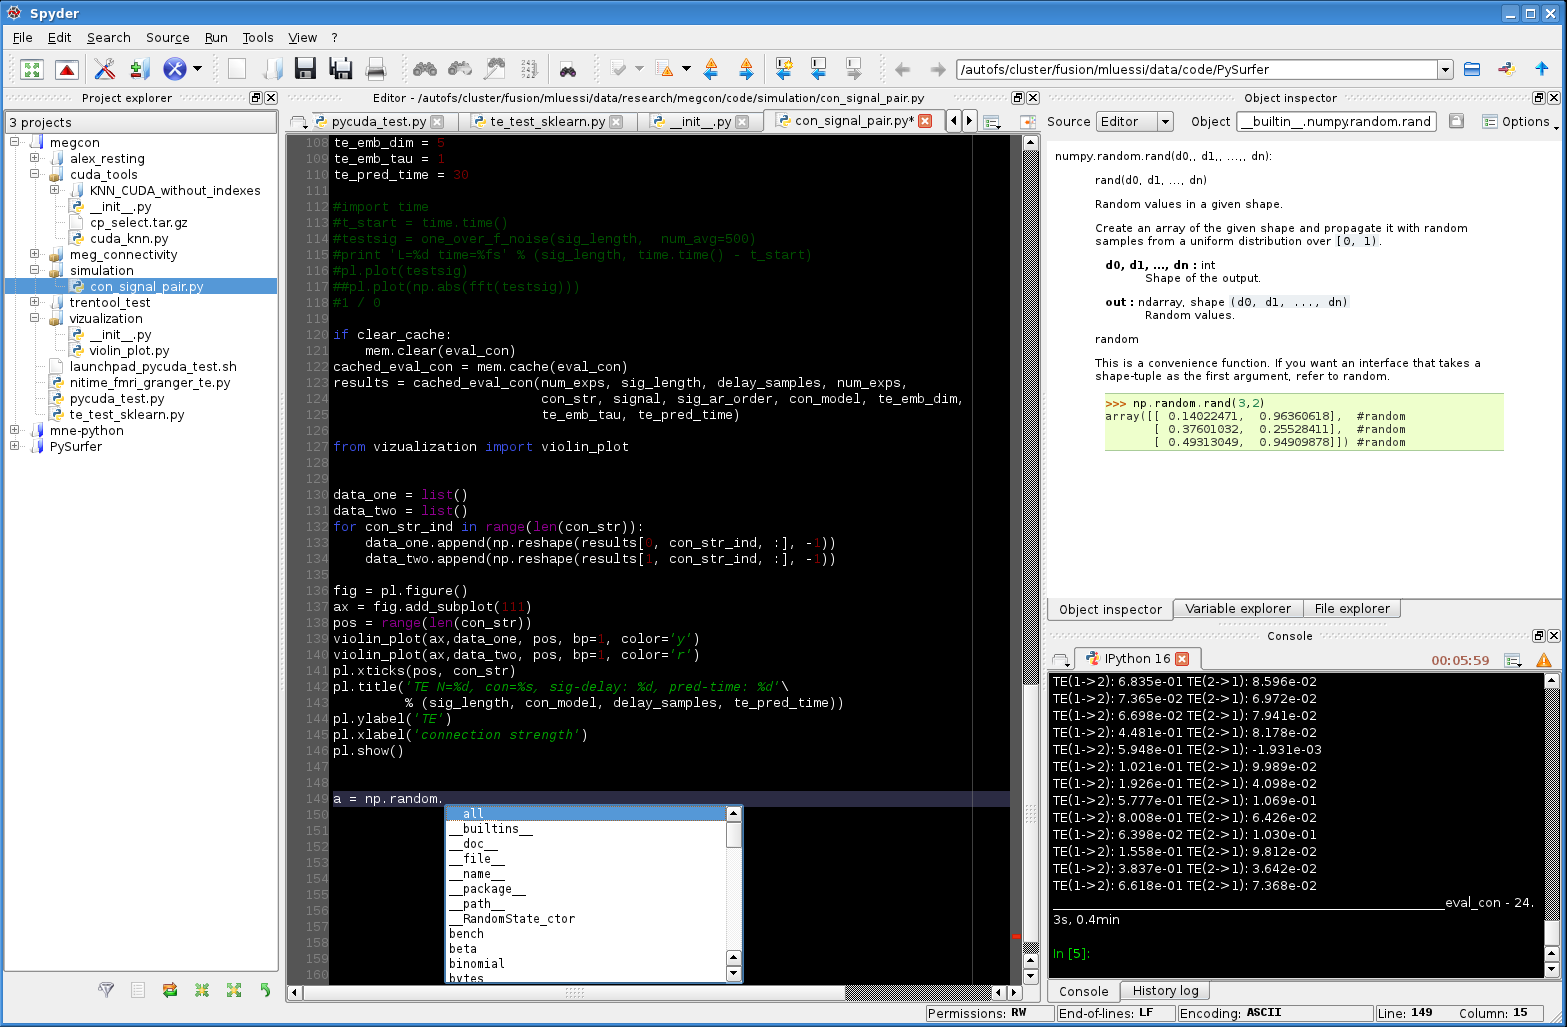 Spyder
File Edit Search Source Run Tools View ?
/autofs/cluster/fusion/mluessi/data/code/PySurfer
Project explorer
3 projects
megcon
alex_resting
cuda_tools
KNN_CUDA_without_indexes
__init__.py
cp_select.tar.gz
cuda_knn.py
meg_connectivity
simulation
con_signal_pair.py
trentool_test
vizualization
__init__.py
violin_plot.py
launchpad_pycuda_test.sh
nitime_fmri_granger_te.py
pycuda_test.py
te_test_sklearn.py
mne-python
PySurfer
Editor - /autofs/cluster/fusion/mluessi/data/research/megcon/code/simulation/con_signal_pair.py
pycuda_test.py te_test_sklearn.py __init__.py con_signal_pair.py*
108 te_emb_dim = 5
109 te_emb_tau = 1
110 te_pred_time = 30
111
112 #import time
113 #t_start = time.time()
114 #testsig = one_over_f_noise(sig_length,  num_avg=500)
115 #print 'L=%d time=%fs' % (sig_length, time.time() - t_start)
116 #pl.plot(testsig)
117 ##pl.plot(np.abs(fft(testsig)))
118 #1 / 0
119
120 if clear_cache:
121     mem.clear(eval_con)
122 cached_eval_con = mem.cache(eval_con)
123 results = cached_eval_con(num_exps, sig_length, delay_samples, num_exps,
124                           con_str, signal, sig_ar_order, con_model, te_emb_dim,
125                           te_emb_tau, te_pred_time)
126
127 from vizualization import violin_plot
128
129
130 data_one = list()
131 data_two = list()
132 for con_str_ind in range(len(con_str)):
133     data_one.append(np.reshape(results[0, con_str_ind, :], -1))
134     data_two.append(np.reshape(results[1, con_str_ind, :], -1))
135
136 fig = pl.figure()
137 ax = fig.add_subplot(111)
138 pos = range(len(con_str))
139 violin_plot(ax,data_one, pos, bp=1, color='y')
140 violin_plot(ax,data_two, pos, bp=1, color='r')
141 pl.xticks(pos, con_str)
142 pl.title('TE N=%d, con=%s, sig-delay: %d, pred-time: %d'\
143          % (sig_length, con_model, delay_samples, te_pred_time))
144 pl.ylabel('TE')
145 pl.xlabel('connection strength')
146 pl.show()
147
148
149 a = np.random.
150
151
152
153
154
155
156
157
158
159
160
__all__
__builtins__
__doc__
__file__
__name__
__package__
__path__
__RandomState_ctor
bench
beta
binomial
bytes
Object inspector
Source Editor Object __builtin__.numpy.random.rand Options
numpy.random.rand(d0,, d1,, ...,, dn):
rand(d0, d1, ..., dn)
Random values in a given shape.
Create an array of the given shape and propagate it with random
samples from a uniform distribution over [0, 1).
d0, d1, ..., dn : int
Shape of the output.
out : ndarray, shape (d0, d1, ..., dn)
Random values.
random
This is a convenience function. If you want an interface that takes a
shape-tuple as the first argument, refer to random.
>>> np.random.rand(3,2)
array([[ 0.14022471,  0.96360618],  #random
[ 0.37601032,  0.25528411],  #random
[ 0.49313049,  0.94909878]]) #random
Object inspector Variable explorer File explorer
Console
IPython 16 00:05:59
TE(1->2): 6.835e-01 TE(2->1): 8.596e-02
TE(1->2): 7.365e-02 TE(2->1): 6.972e-02
TE(1->2): 6.698e-02 TE(2->1): 7.941e-02
TE(1->2): 4.481e-01 TE(2->1): 8.178e-02
TE(1->2): 5.948e-01 TE(2->1): -1.931e-03
TE(1->2): 1.021e-01 TE(2->1): 9.989e-02
TE(1->2): 1.926e-01 TE(2->1): 4.098e-02
TE(1->2): 5.777e-01 TE(2->1): 1.069e-01
TE(1->2): 8.008e-01 TE(2->1): 6.426e-02
TE(1->2): 6.398e-02 TE(2->1): 1.030e-01
TE(1->2): 1.558e-01 TE(2->1): 9.812e-02
TE(1->2): 3.837e-01 TE(2->1): 3.642e-02
TE(1->2): 6.618e-01 TE(2->1): 7.368e-02
eval_con - 24.
3s, 0.4min
In [5]:
Console History log
Permissions: RW End-of-lines: LF Encoding: ASCII Line: 149 Column: 15